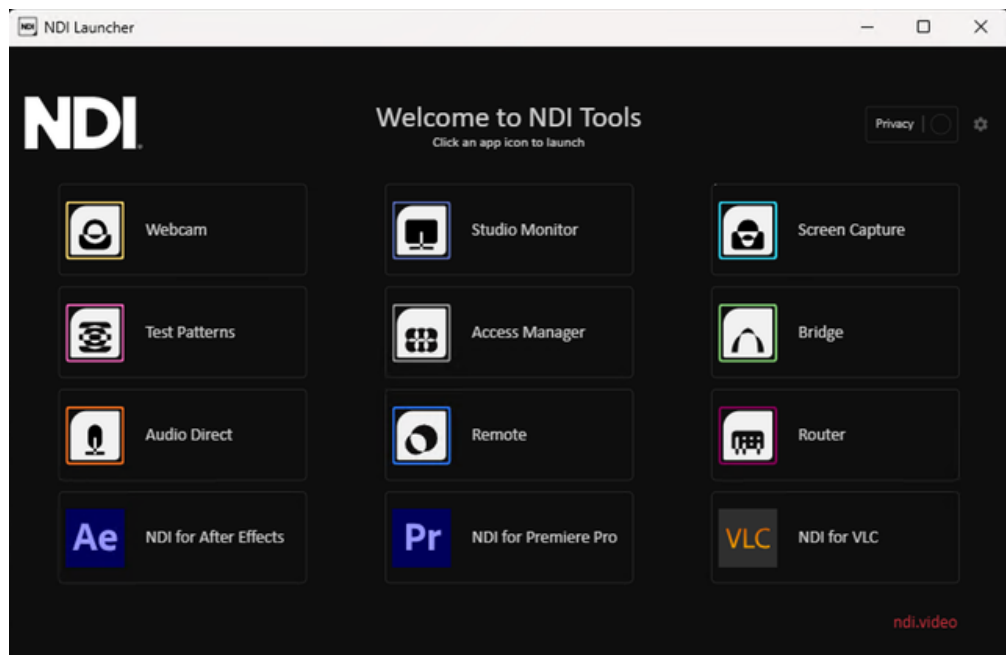 NDI NDI Launcher
NDI
Welcome to NDI Tools
Click an app icon to launch
Privacy
Webcam
Studio Monitor
Screen Capture
Test Patterns
Access Manager
Bridge
Audio Direct
Remote
Router
Ae NDI for After Effects
Pr NDI for Premiere Pro
VLC NDI for VLC
ndi.video